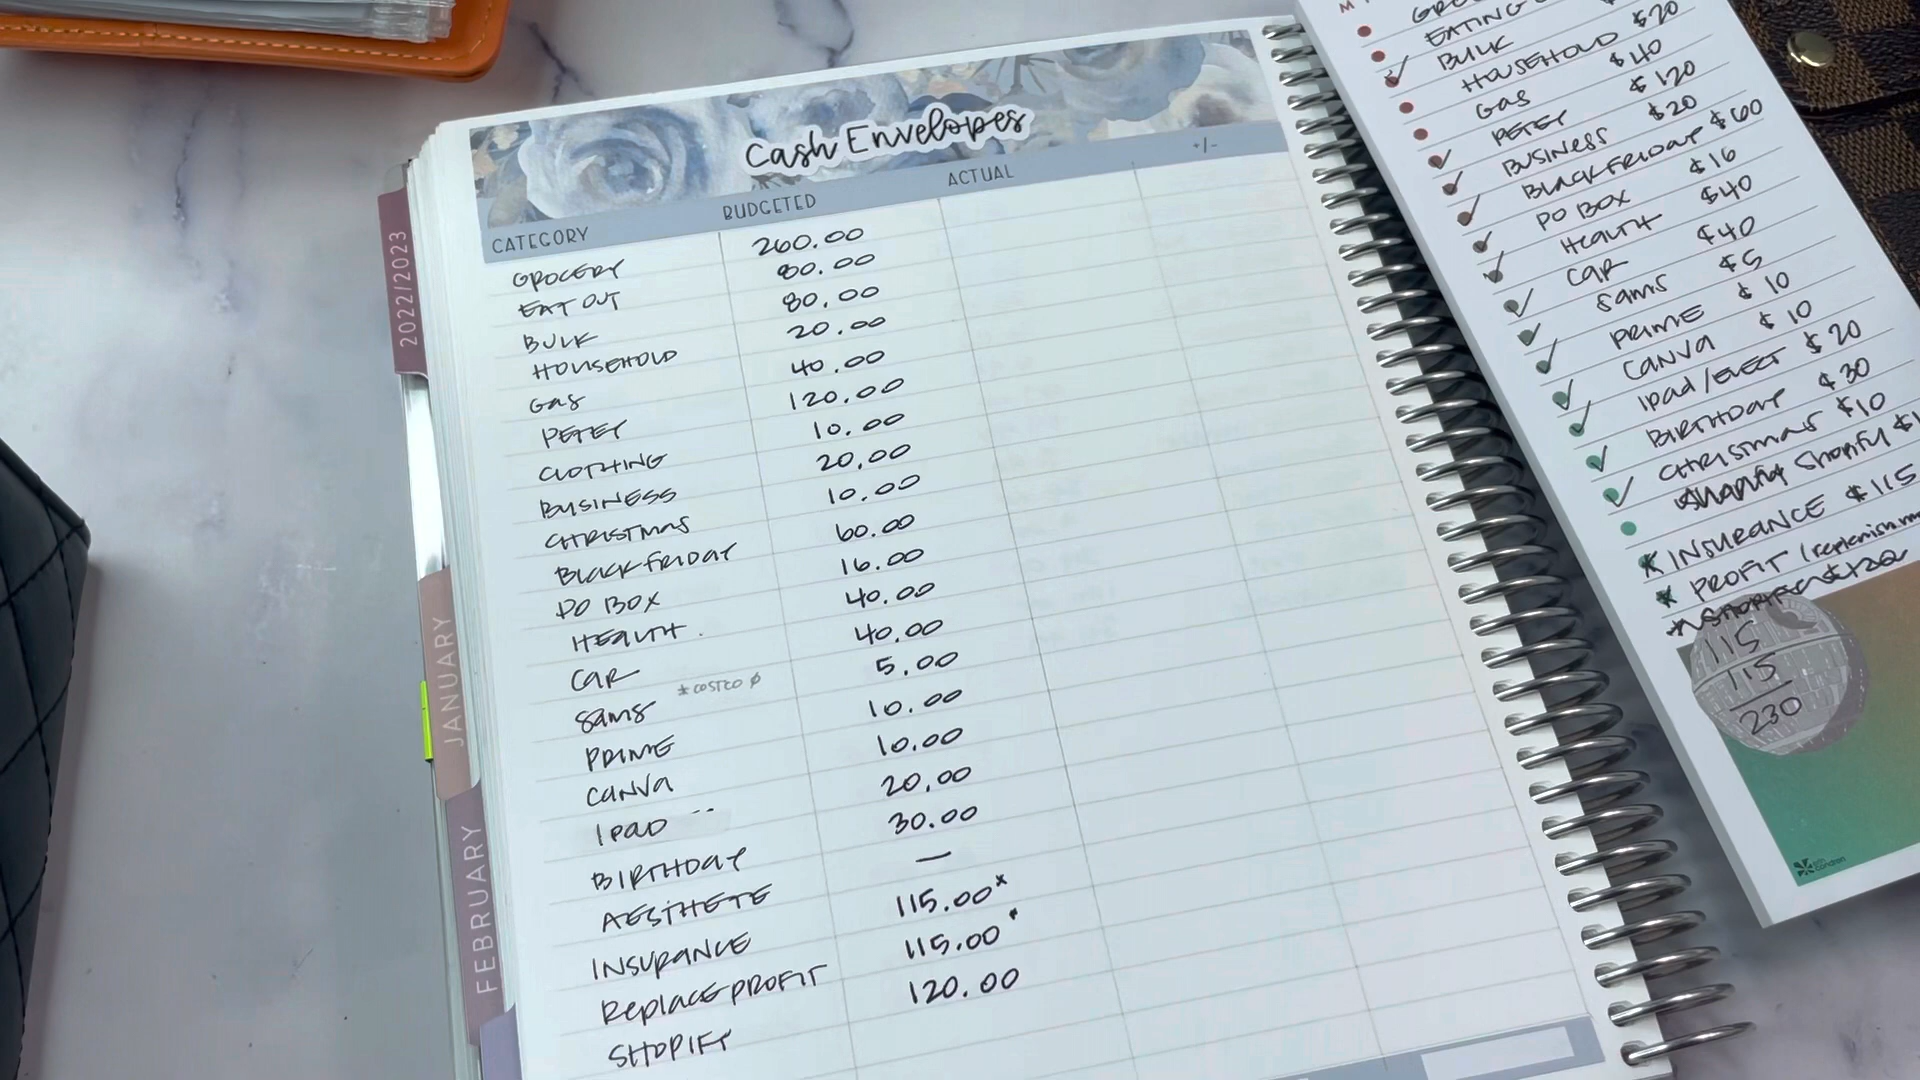 Cash Envelopes
CATEGORY BUDGETED ACTUAL +/-
GROCERY 260.00
EAT OUT 80.00
BULK 80.00
HOUSEHOLD 20.00
GAS 40.00
PETEY 120.00
CLOTHING 10.00
BUSINESS 20.00
CHRISTMAS 10.00
BLACK FRIDAY 60.00
PO BOX 16.00
HEALTH 40.00
CAR 40.00
SAMS *COSTCO ∅ 5.00
PRIME 10.00
CANVA 10.00
IPAD 20.00
BIRTHDAY 30.00
AESTHETE —
INSURANCE 115.00*
Replace PROFIT 115.00*
SHOPIFY 120.00
2022/2023
JANUARY
FEBRUARY
EATING
BULK
HOUSEHOLD $20
GAS $40
PETEY $120
BUSINESS $20
BLACK FRIDAY $60
PO BOX $16
HEALTH $40
CAR $40
SAMS $5
PRIME $10
CANVA $10
IPAD/ELECT $20
BIRTHDAY $30
CHRISTMAS $10
Shopify
* INSURANCE $115
* PROFIT
115
115
230